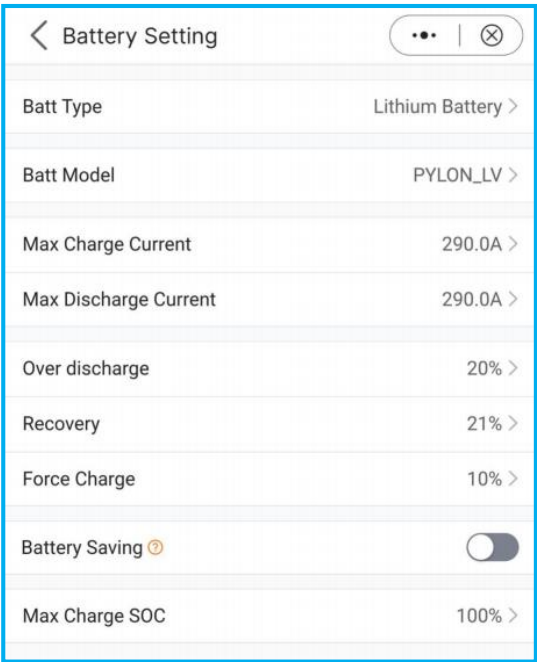 Battery Setting
Batt Type Lithium Battery
Batt Model PYLON_LV
Max Charge Current 290.0A
Max Discharge Current 290.0A
Over discharge 20%
Recovery 21%
Force Charge 10%
Battery Saving ?
Max Charge SOC 100%